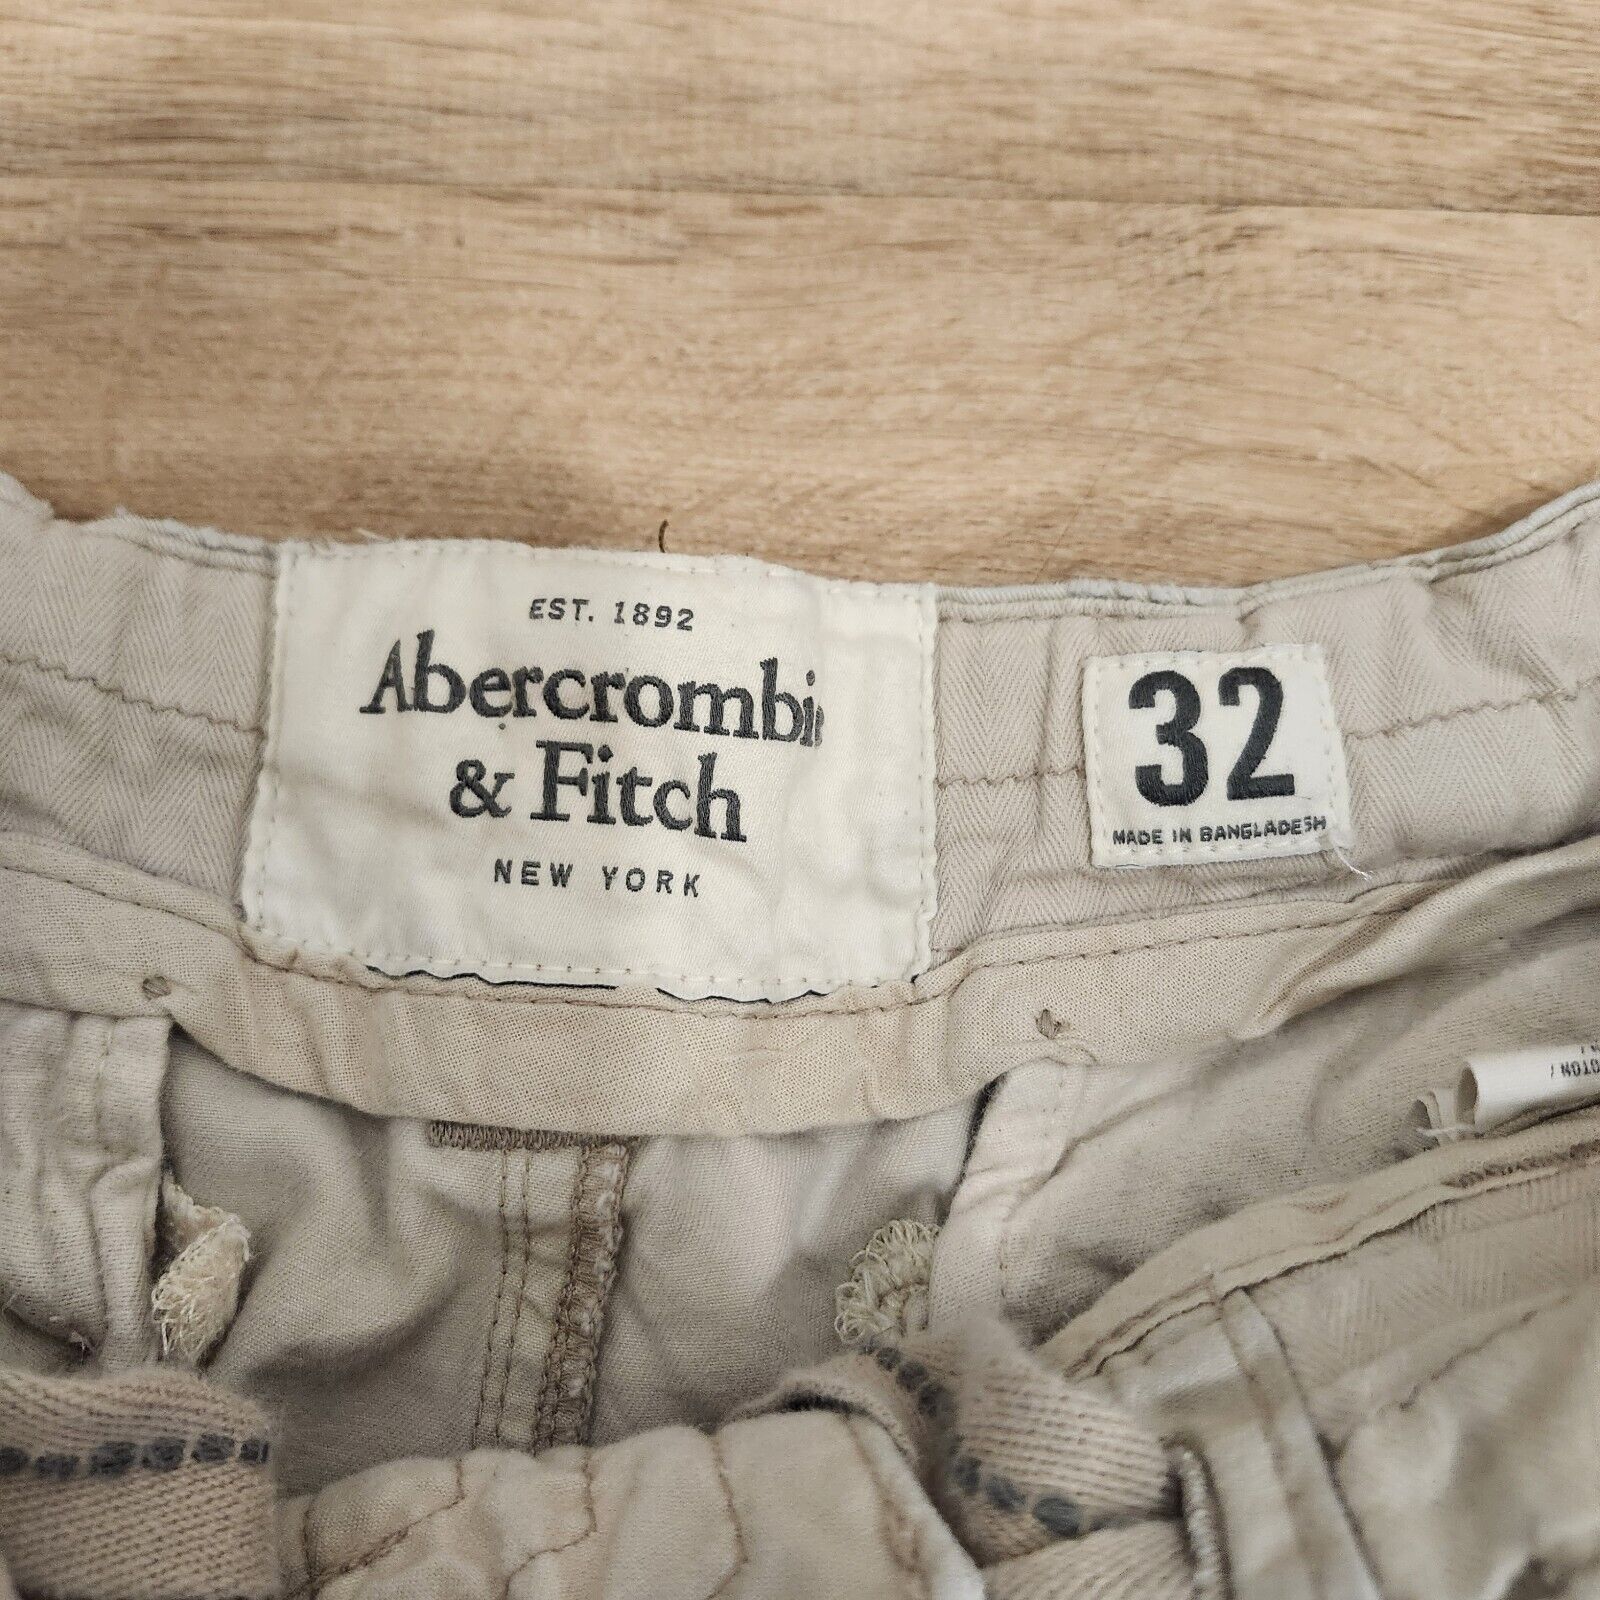 EST. 1892
Abercrombie
& Fitch
NEW YORK
32
MADE IN BANGLADESH